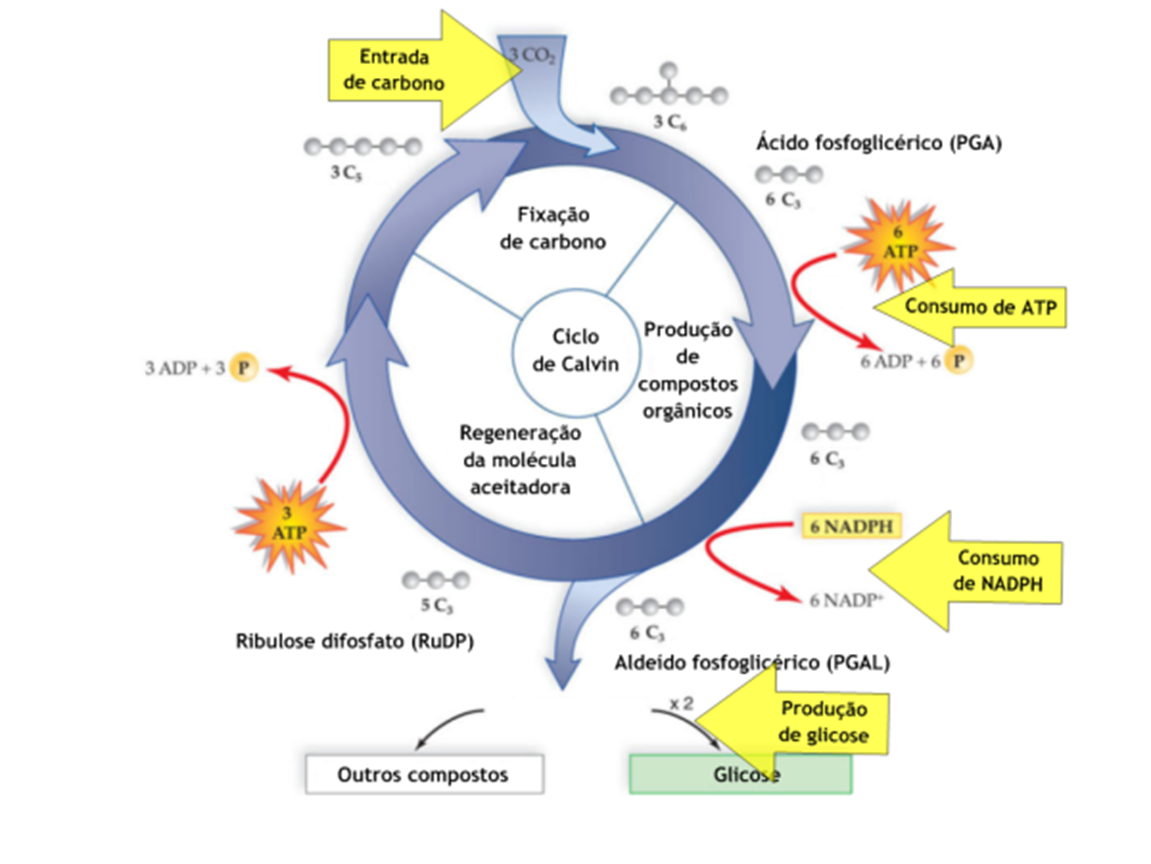 Entrada
de carbono
3 CO₂
3 C₆
3 C₅
Ácido fosfoglicérico (PGA)
6 C₃
6
ATP
Consumo de ATP
6 ADP + 6 P
Fixação
de carbono
Ciclo
de Calvin
Produção
de
compostos
orgânicos
Regeneração
da molécula
aceitadora
3 ADP + 3 P
3
ATP
6 C₃
6 NADPH
Consumo
de NADPH
6 NADP⁺
5 C₃
Ribulose difosfato (RuDP)
6 C₃
Aldeído fosfoglicérico (PGAL)
x 2
Produção
de glicose
Outros compostos
Glicose